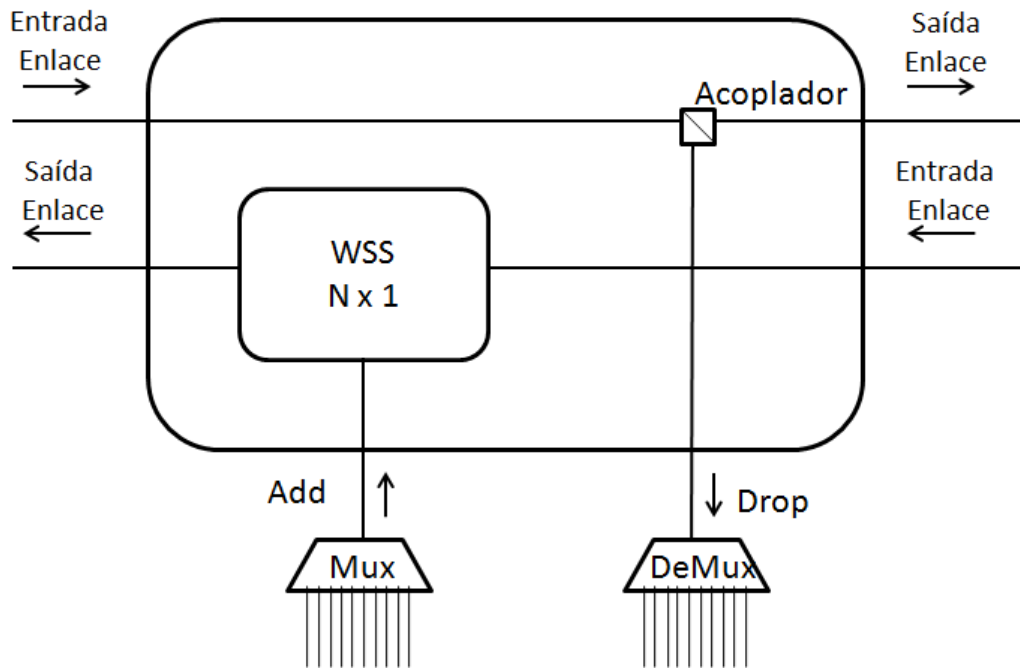 Entrada
Enlace
Saída
Enlace
Acoplador
Saída
Enlace
Entrada
Enlace
WSS
N x 1
Add
Drop
Mux
DeMux